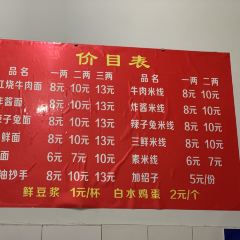 价目表
品名 一两 二两 三两 品名 一两 二两
红烧牛肉面 8元 10元 13元 牛肉米线 8元 10元
炸酱面 8元 10元 13元 炸酱米线 8元 10元
辣子兔面 8元 10元 13元 辣子兔米线 8元 10元
鲜面 8元 10元 13元 三鲜米线 8元 10元
面 6元 7元 10元 素米线 6元 7元
油抄手 8元 10元 13元 加绍子 5元/份
鲜豆浆 1元/杯 白水鸡蛋 2元/个